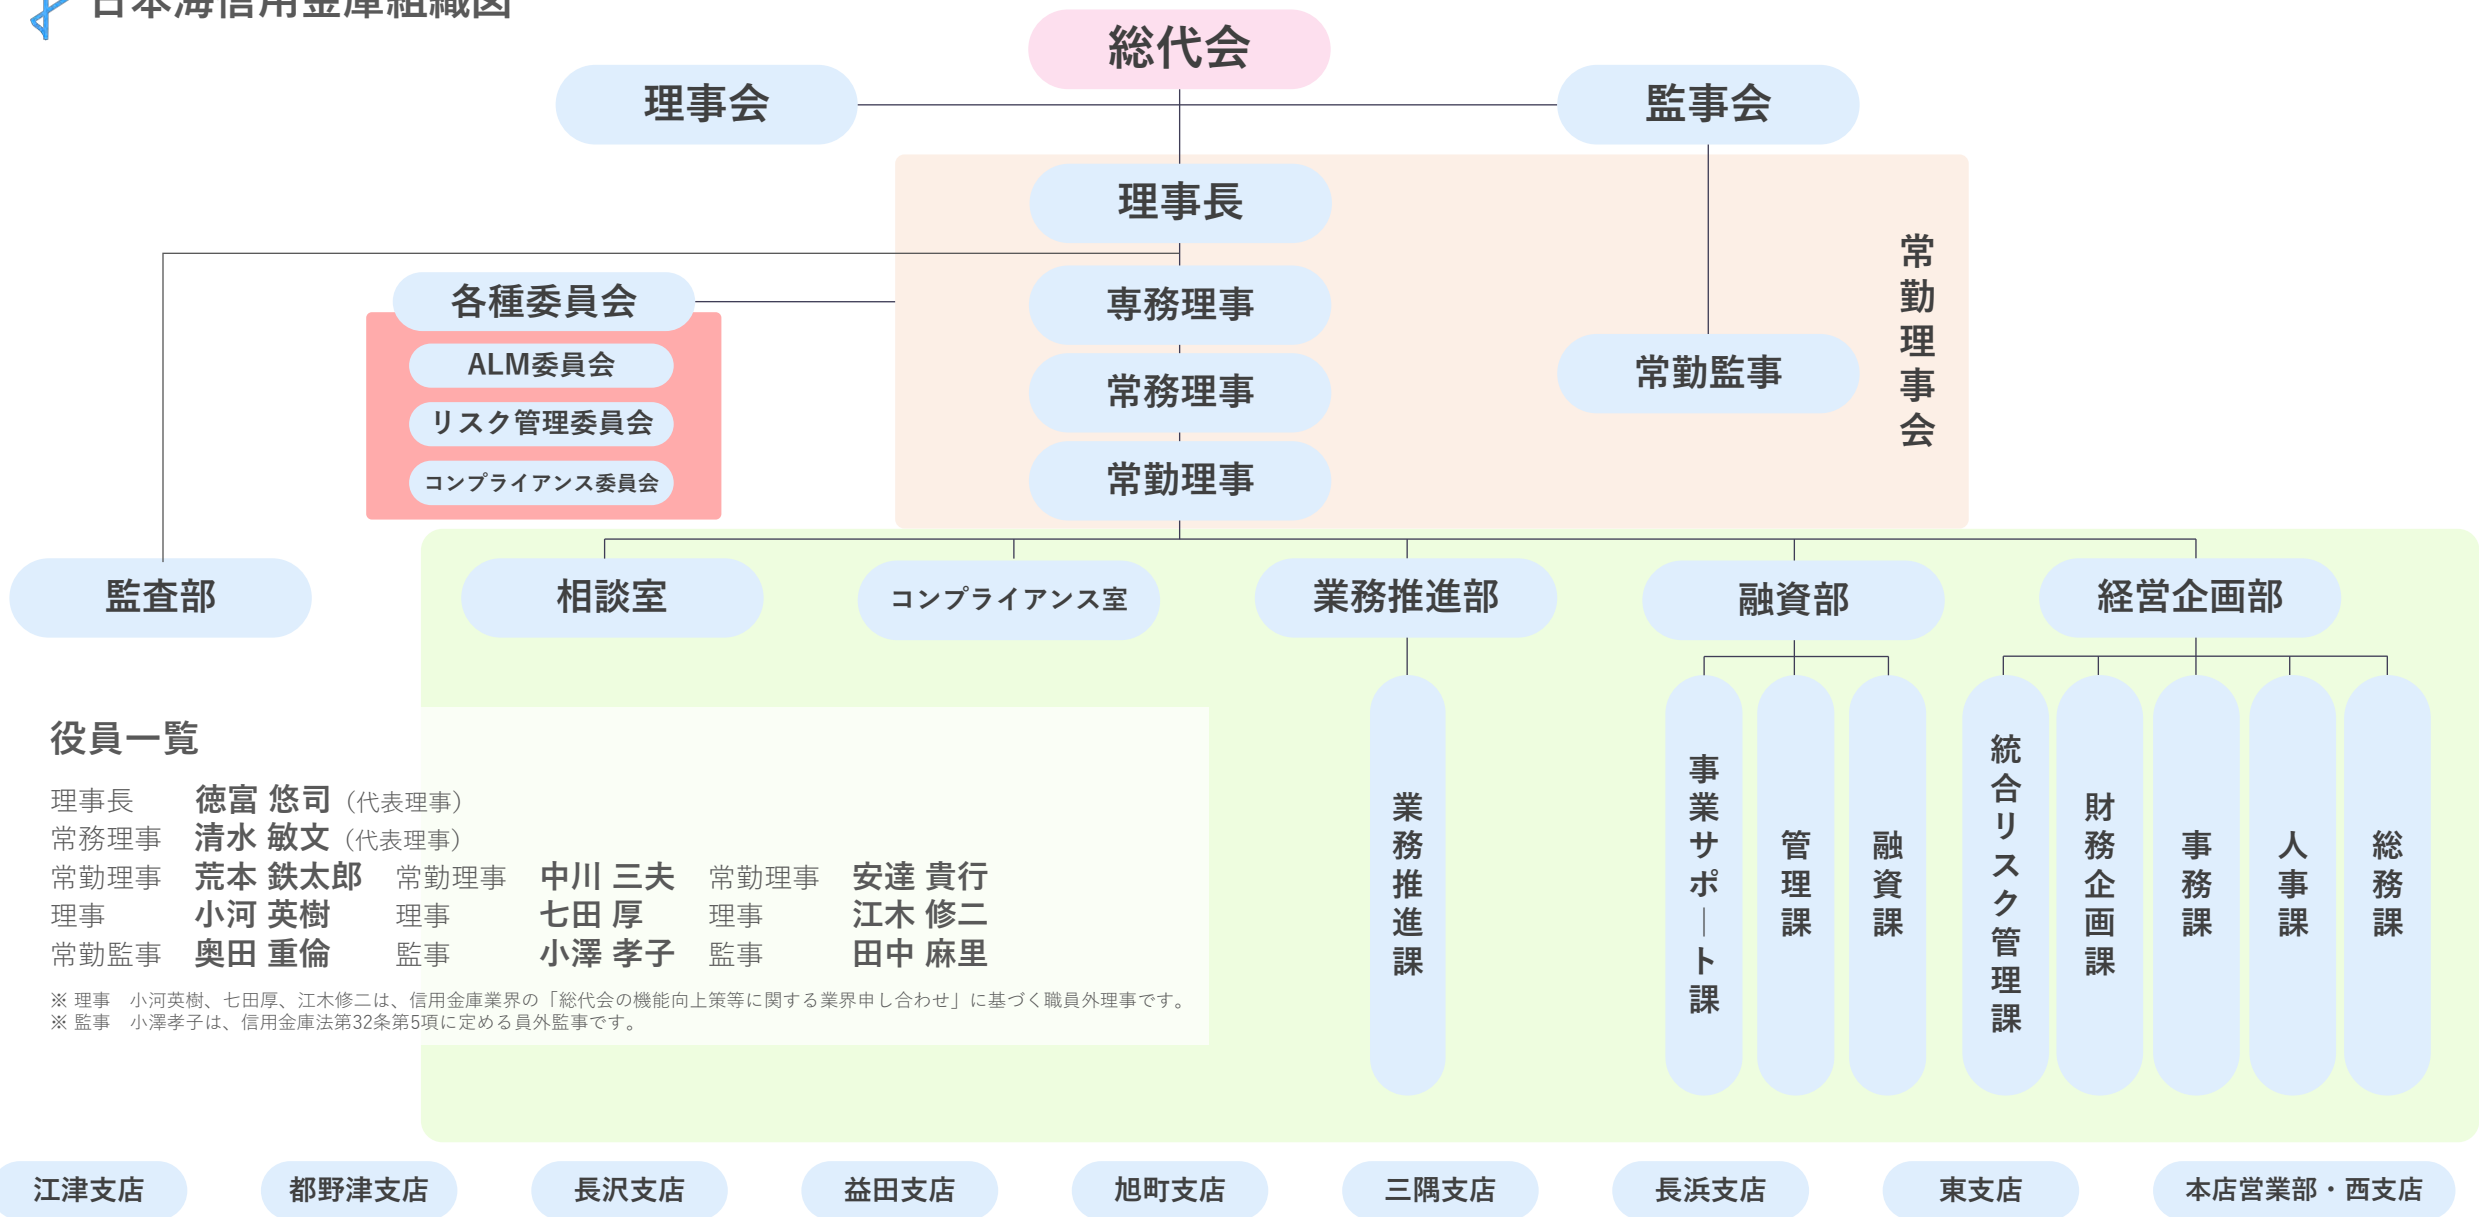 日本海信用金庫組織図
総代会
理事会
監事会
理事長
専務理事
常務理事
常勤理事
常勤監事
常勤理事会
各種委員会
ALM委員会
リスク管理委員会
コンプライアンス委員会
監査部
相談室
コンプライアンス室
業務推進部
融資部
経営企画部
業務推進課
事業サポート課
管理課
融資課
統合リスク管理課
財務企画課
事務課
人事課
総務課
役員一覧
理事長 徳富 悠司（代表理事）
常務理事 清水 敏文（代表理事）
常勤理事 荒本 鉄太郎 常勤理事 中川 三夫 常勤理事 安達 貴行
理事 小河 英樹 理事 七田 厚 理事 江木 修二
常勤監事 奥田 重倫 監事 小澤 孝子 監事 田中 麻里
※ 理事 小河英樹、七田厚、江木修二は、信用金庫業界の「総代会の機能向上策等に関する業界申し合わせ」に基づく職員外理事です。
※ 監事 小澤孝子は、信用金庫法第32条第5項に定める員外監事です。
江津支店
都野津支店
長沢支店
益田支店
旭町支店
三隅支店
長浜支店
東支店
本店営業部・西支店